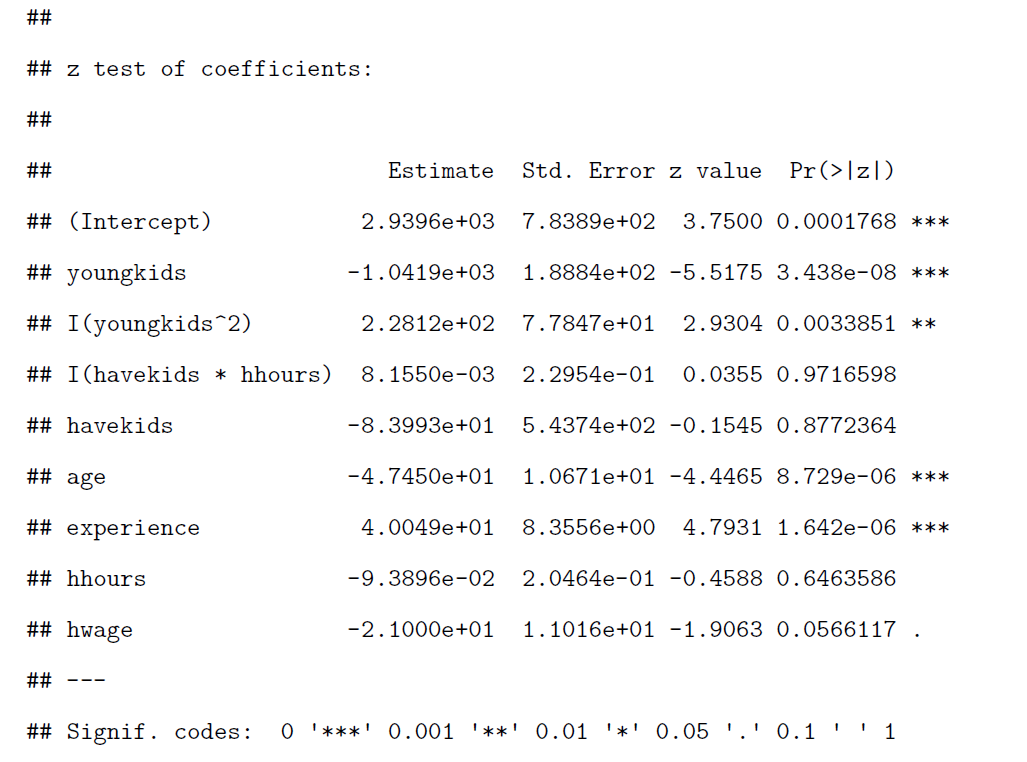 ##
## z test of coefficients:
##
##                         Estimate  Std. Error z value  Pr(>|z|)
## (Intercept)           2.9396e+03  7.8389e+02  3.7500 0.0001768 ***
## youngkids            -1.0419e+03  1.8884e+02 -5.5175 3.438e-08 ***
## I(youngkids^2)        2.2812e+02  7.7847e+01  2.9304 0.0033851 **
## I(havekids * hhours)  8.1550e-03  2.2954e-01  0.0355 0.9716598
## havekids             -8.3993e+01  5.4374e+02 -0.1545 0.8772364
## age                  -4.7450e+01  1.0671e+01 -4.4465 8.729e-06 ***
## experience            4.0049e+01  8.3556e+00  4.7931 1.642e-06 ***
## hhours               -9.3896e-02  2.0464e-01 -0.4588 0.6463586
## hwage                -2.1000e+01  1.1016e+01 -1.9063 0.0566117 .
## ---
## Signif. codes:  0 '***' 0.001 '**' 0.01 '*' 0.05 '.' 0.1 ' ' 1